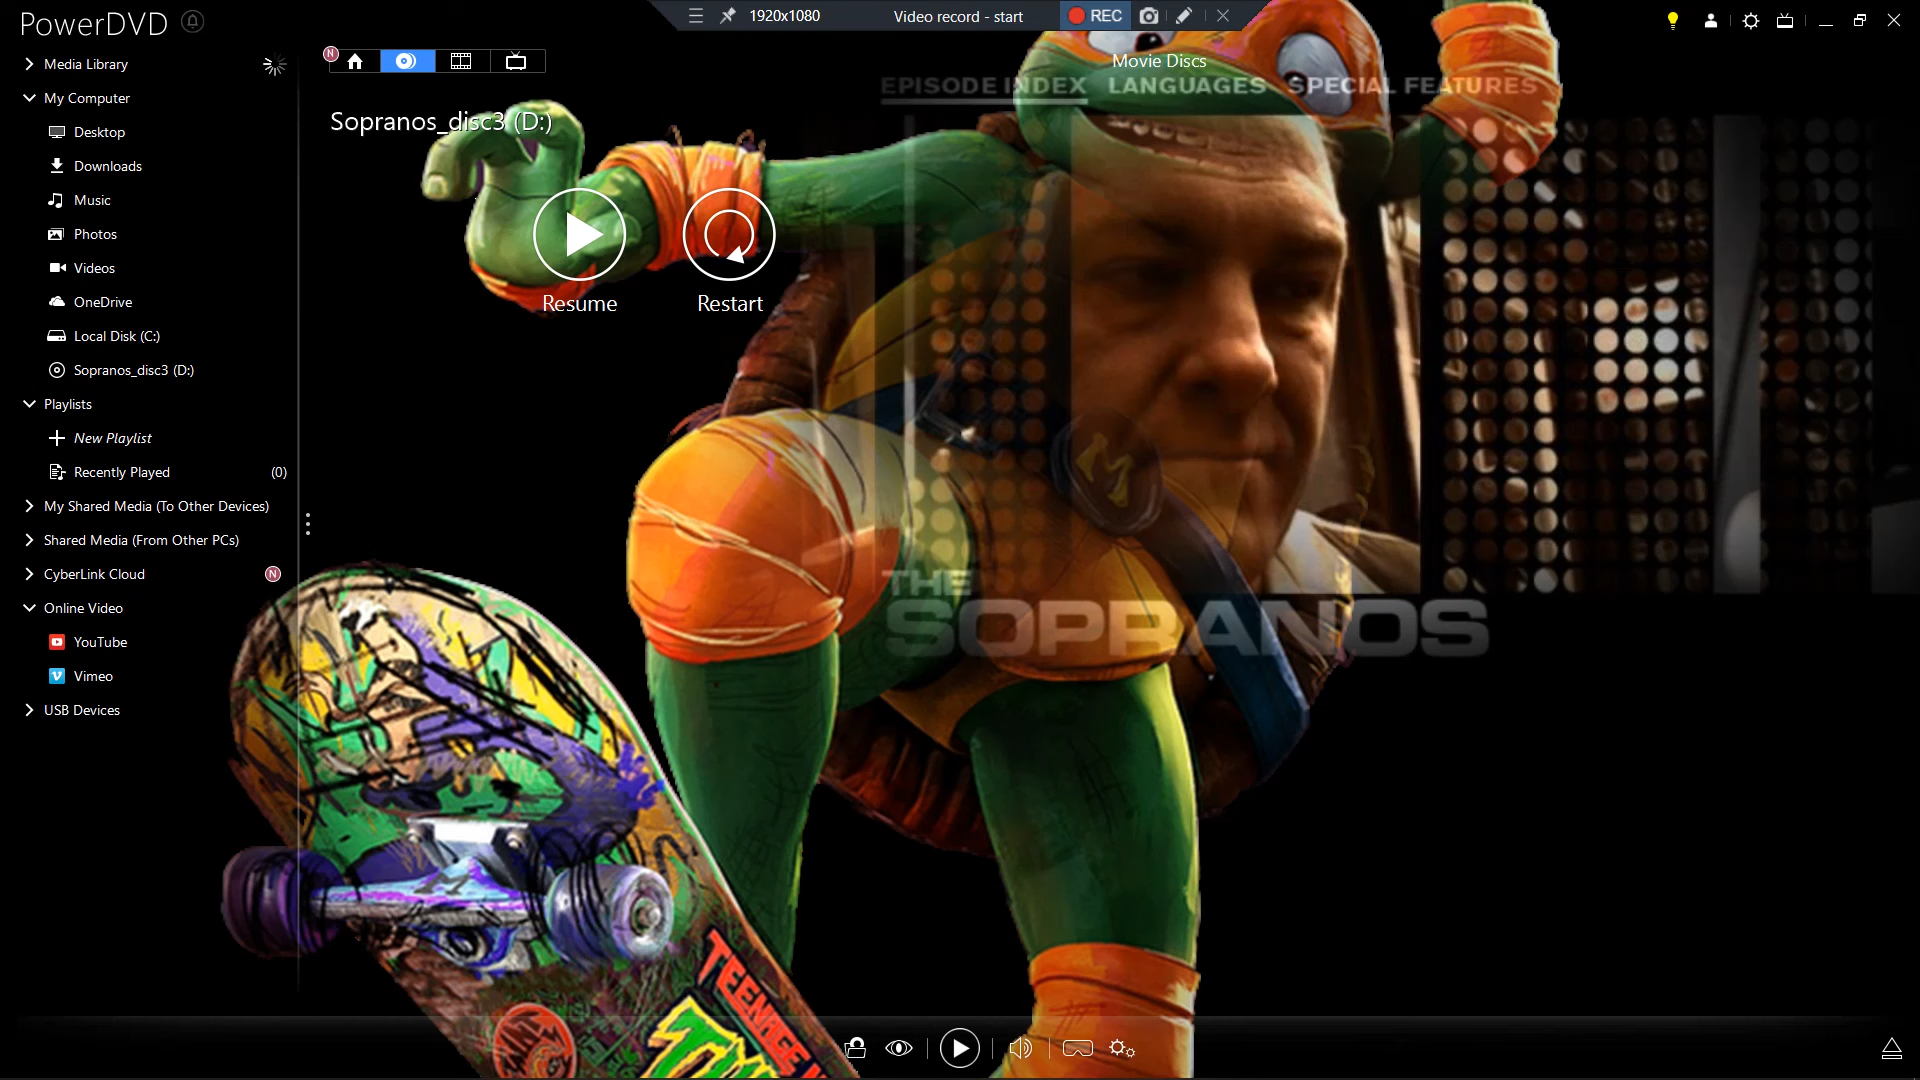 PowerDVD
1920x1080
Video record - start
REC
Media Library
My Computer
Desktop
Downloads
Music
Photos
Videos
OneDrive
Local Disk (C:)
Sopranos_disc3 (D:)
Playlists
New Playlist
Recently Played (0)
My Shared Media (To Other Devices)
Shared Media (From Other PCs)
CyberLink Cloud N
Online Video
YouTube
Vimeo
USB Devices
N
Movie Discs
EPISODE INDEX LANGUAGES SPECIAL FEATURES
Sopranos_disc3 (D:)
Resume
Restart
M
THE
SOPRANOS
TEENAGE